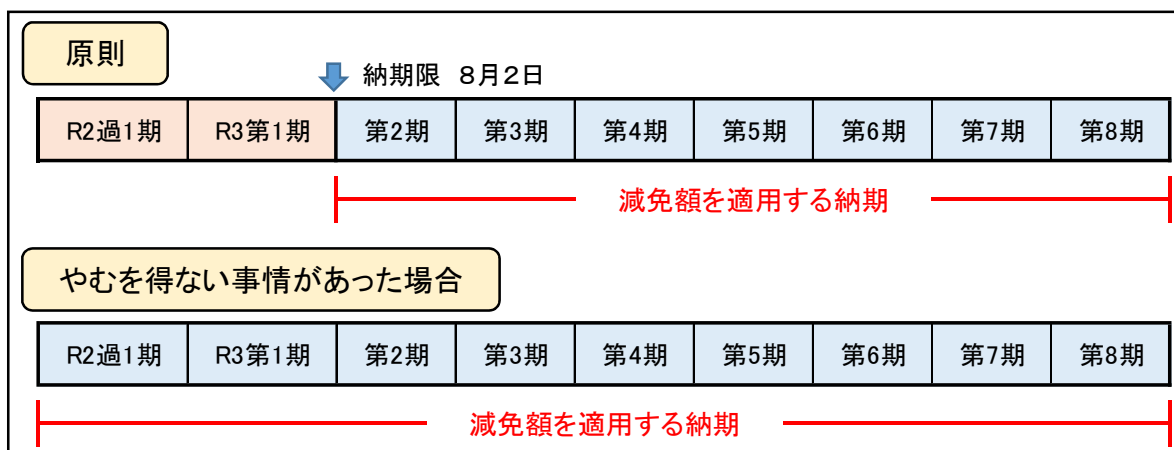 原則
納期限 8月2日
R2過1期 R3第1期 第2期 第3期 第4期 第5期 第6期 第7期 第8期
減免額を適用する納期
やむを得ない事情があった場合
R2過1期 R3第1期 第2期 第3期 第4期 第5期 第6期 第7期 第8期
減免額を適用する納期